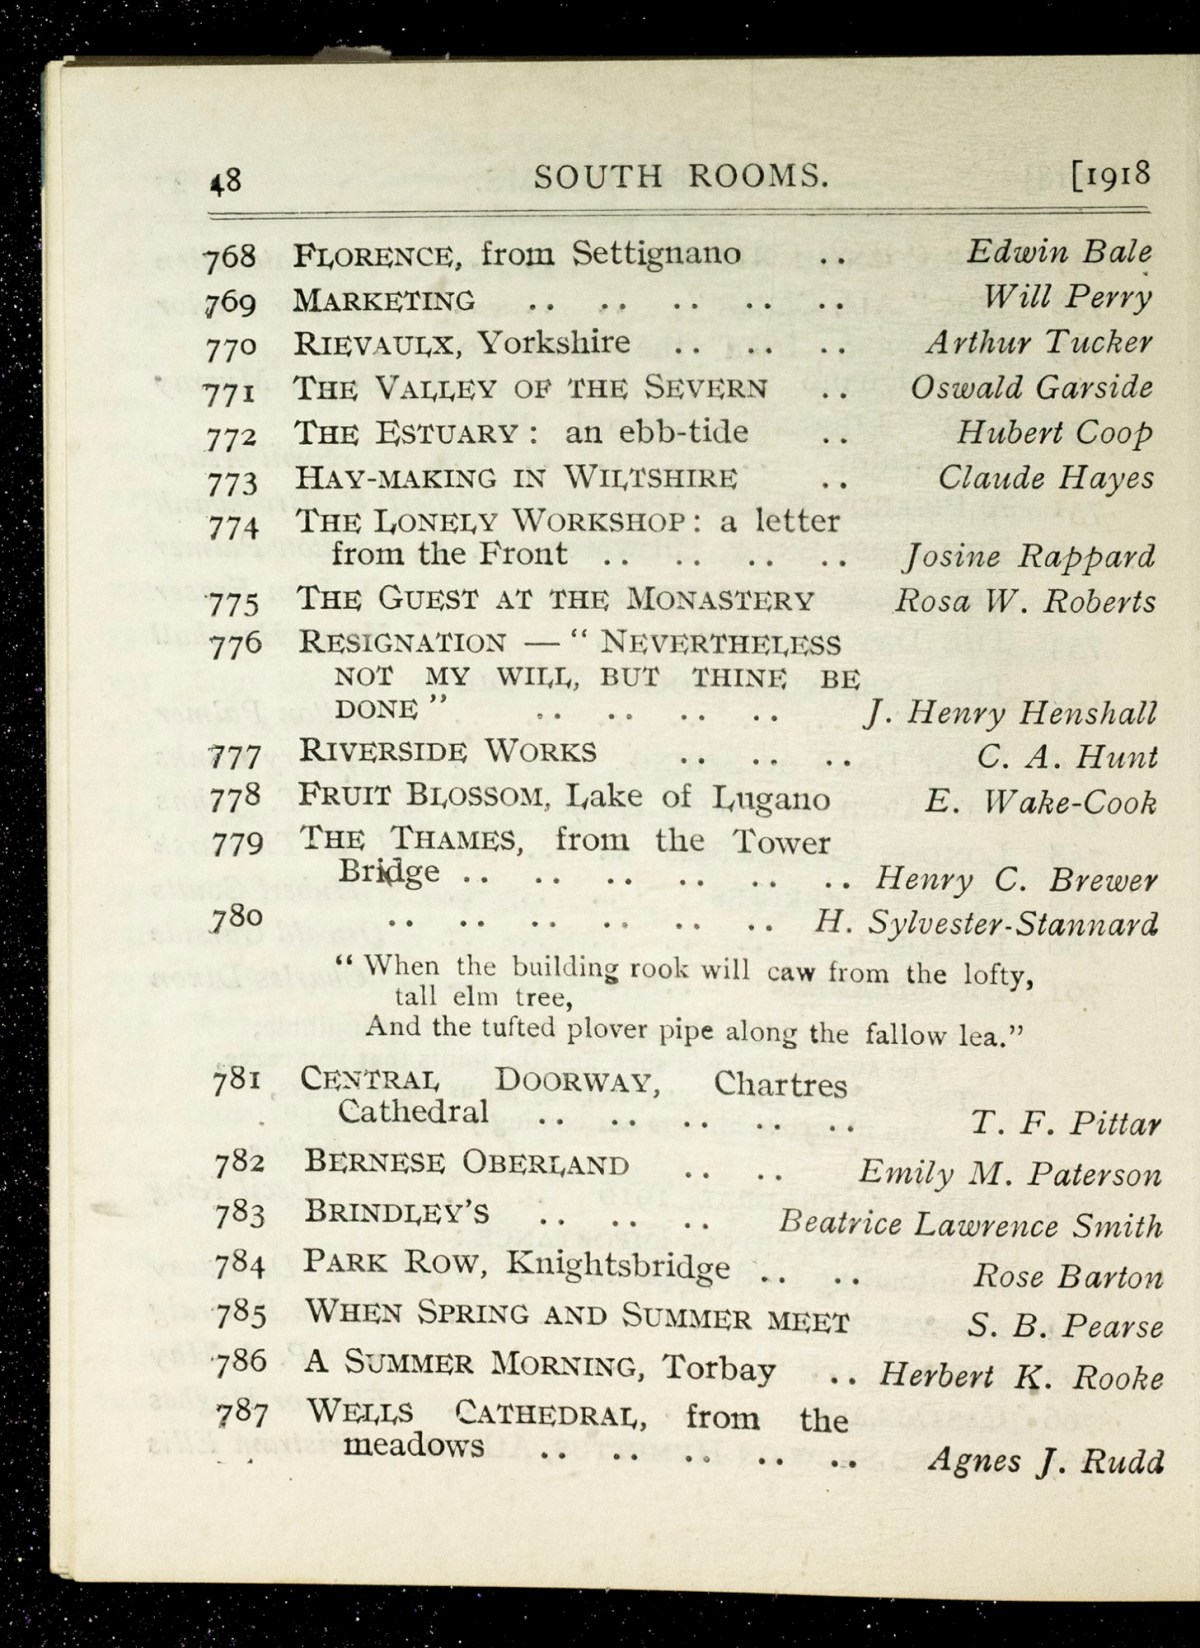 48 SOUTH ROOMS. [1918
768 FLORENCE, from Settignano .. Edwin Bale
769 MARKETING .. .. .. .. .. Will Perry
770 RIEVAULX, Yorkshire .. .. .. Arthur Tucker
771 THE VALLEY OF THE SEVERN .. Oswald Garside
772 THE ESTUARY : an ebb-tide .. Hubert Coop
773 HAY-MAKING IN WILTSHIRE .. Claude Hayes
774 THE LONELY WORKSHOP : a letter
from the Front .. .. .. .. Josine Rappard
775 THE GUEST AT THE MONASTERY Rosa W. Roberts
776 RESIGNATION — “ NEVERTHELESS
NOT MY WILL, BUT THINE BE
DONE ” .. .. .. .. J. Henry Henshall
777 RIVERSIDE WORKS .. .. .. C. A. Hunt
778 FRUIT BLOSSOM, Lake of Lugano E. Wake-Cook
779 THE THAMES, from the Tower
Bridge .. .. .. .. .. .. Henry C. Brewer
780 .. .. .. .. .. .. H. Sylvester-Stannard
“ When the building rook will caw from the lofty,
tall elm tree,
And the tufted plover pipe along the fallow lea.”
781 CENTRAL DOORWAY, Chartres
Cathedral .. .. .. .. .. T. F. Pittar
782 BERNESE OBERLAND .. .. Emily M. Paterson
783 BRINDLEY’S .. .. .. Beatrice Lawrence Smith
784 PARK ROW, Knightsbridge .. .. Rose Barton
785 WHEN SPRING AND SUMMER MEET S. B. Pearse
786 A SUMMER MORNING, Torbay .. Herbert K. Rooke
787 WELLS CATHEDRAL, from the
meadows .. .. .. .. .. Agnes J. Rudd